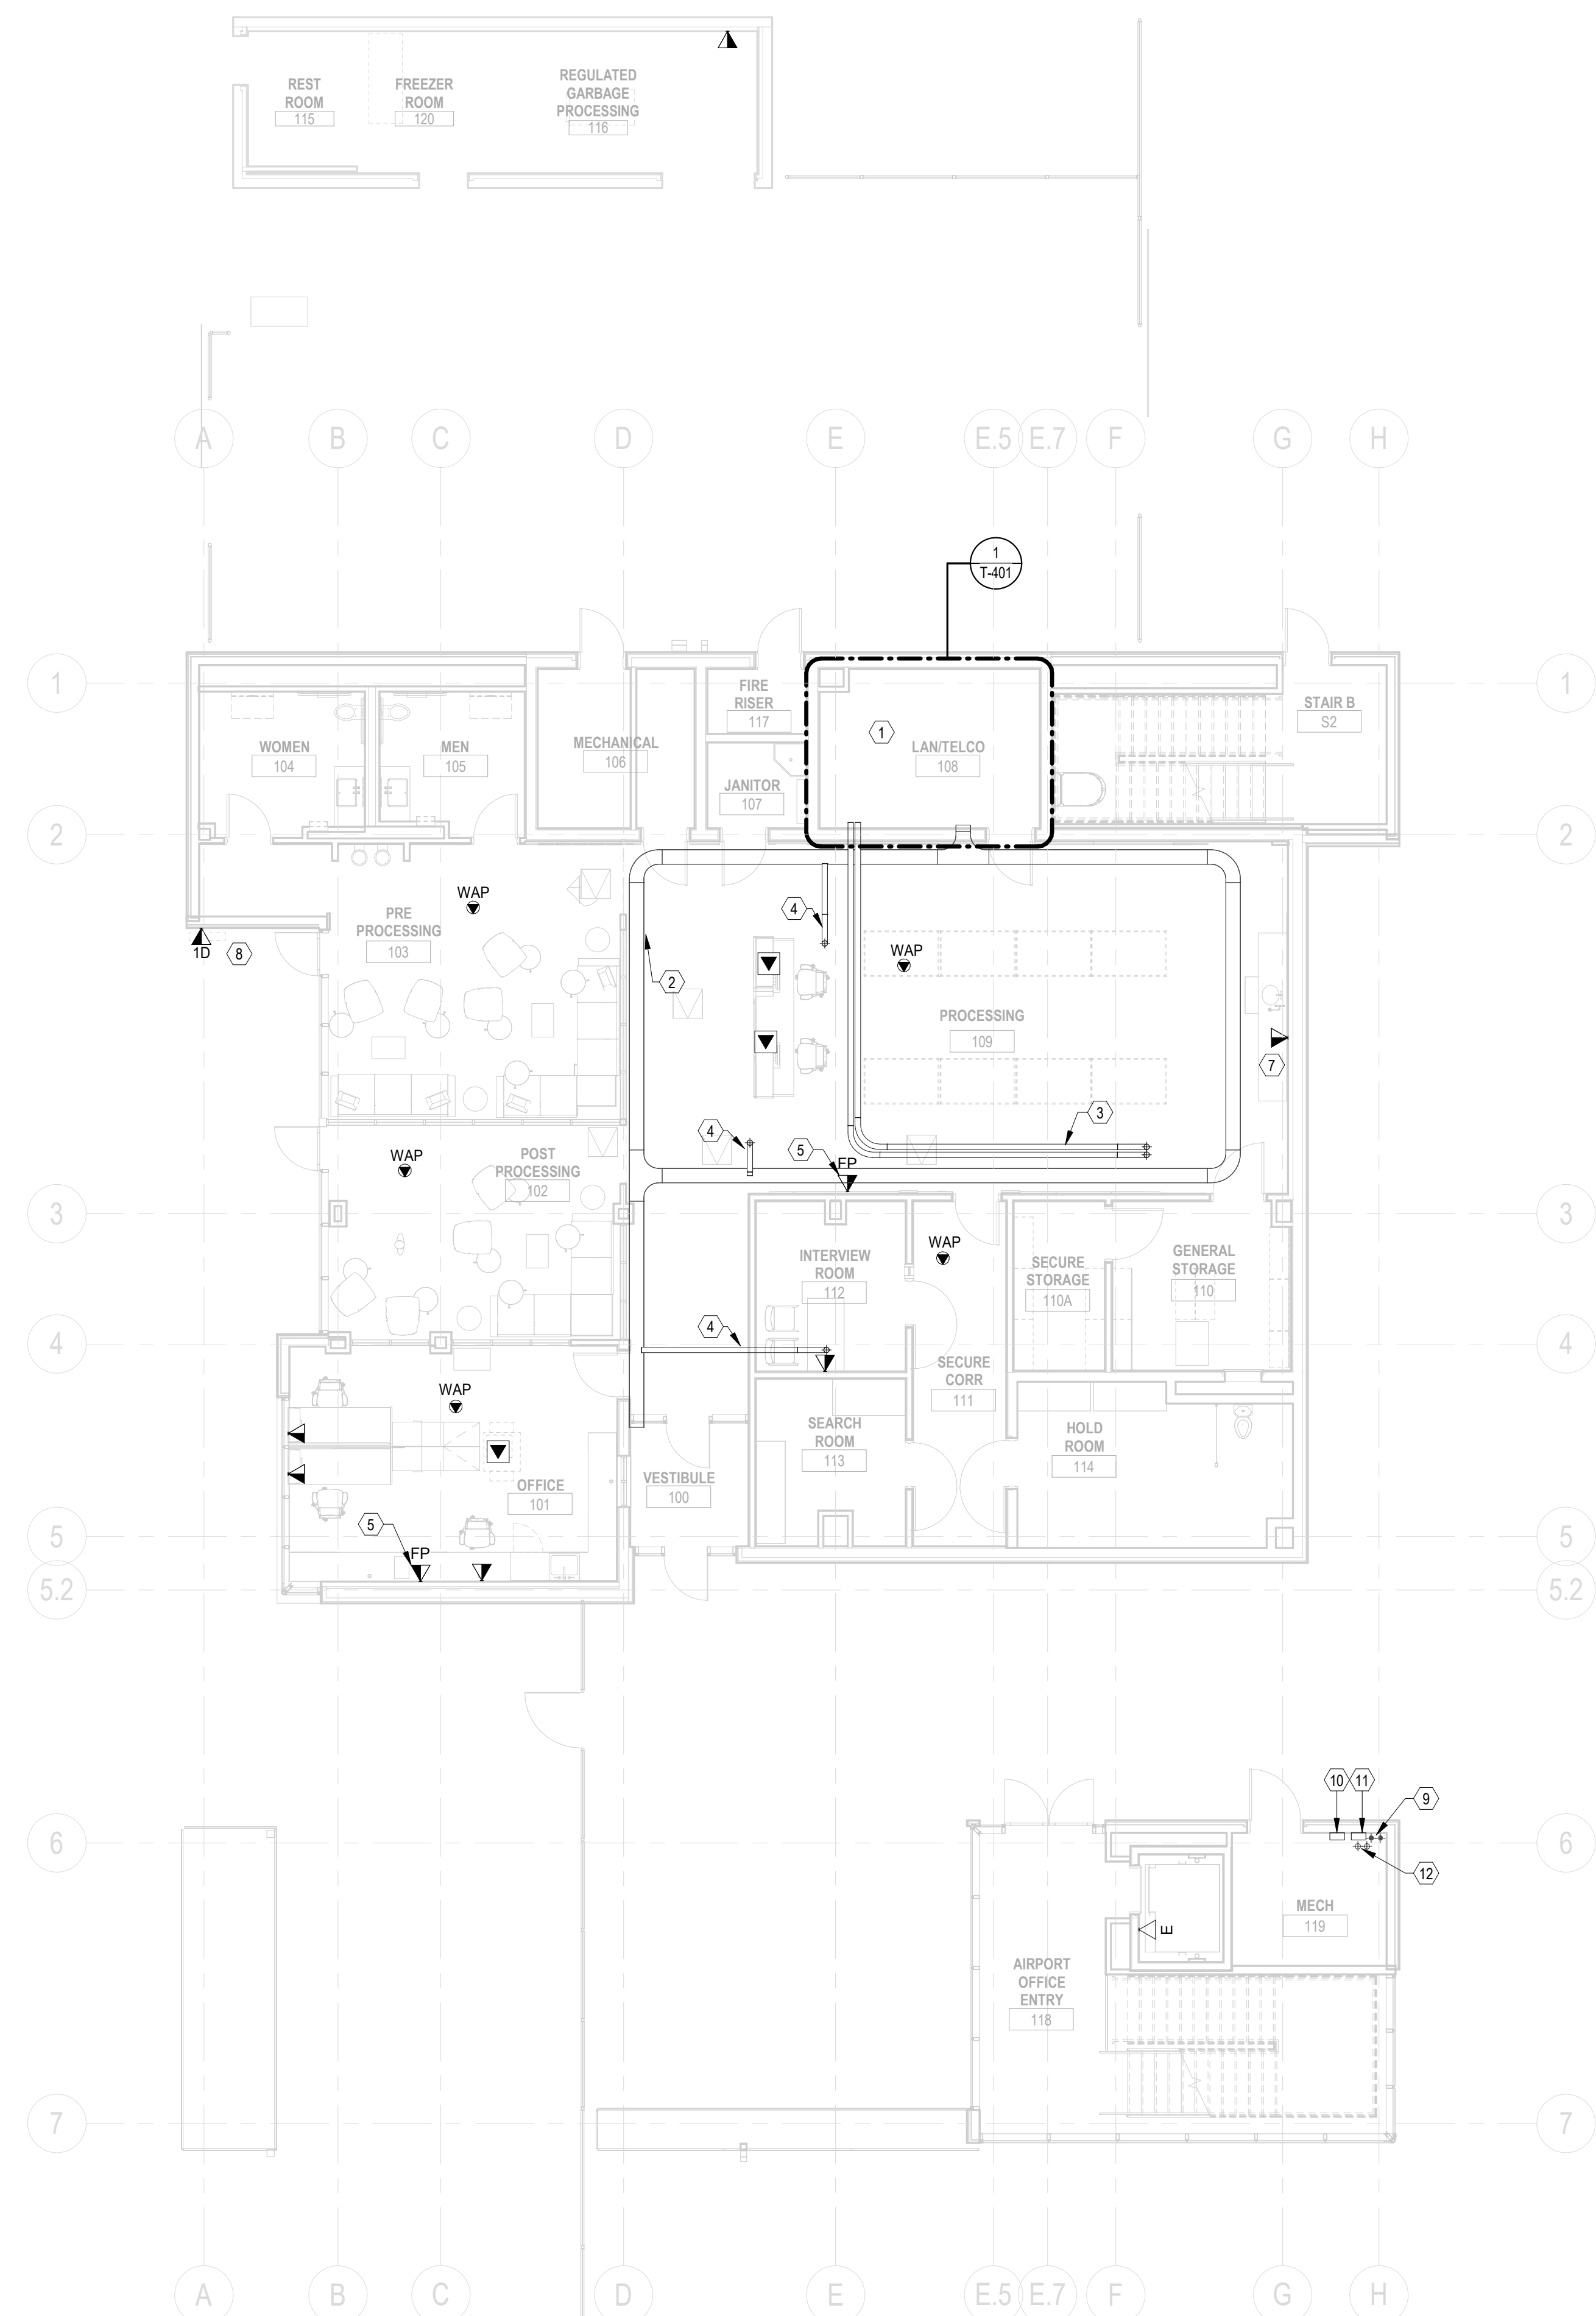 REST
ROOM
115
FREEZER
ROOM
120
REGULATED
GARBAGE
PROCESSING
116
A
B
C
D
E
E.5
E.7
F
G
H
1
T-401
1
1
FIRE
RISER
117
STAIR B
S2
1
WOMEN
104
MEN
105
MECHANICAL
106
LAN/TELCO
108
JANITOR
107
2
2
WAP
4
PRE
PROCESSING
103
1D
8
WAP
2
PROCESSING
109
7
3
4
5
FP
WAP
POST
PROCESSING
102
3
3
WAP
INTERVIEW
ROOM
112
SECURE
STORAGE
110A
GENERAL
STORAGE
110
4
4
4
SECURE
CORR
111
WAP
SEARCH
ROOM
113
HOLD
ROOM
114
OFFICE
101
VESTIBULE
100
5
FP
5
5
5.2
5.2
10
11
9
6
6
12
MECH
119
E
AIRPORT
OFFICE
ENTRY
118
7
7
A
B
C
D
E
E.5
E.7
F
G
H